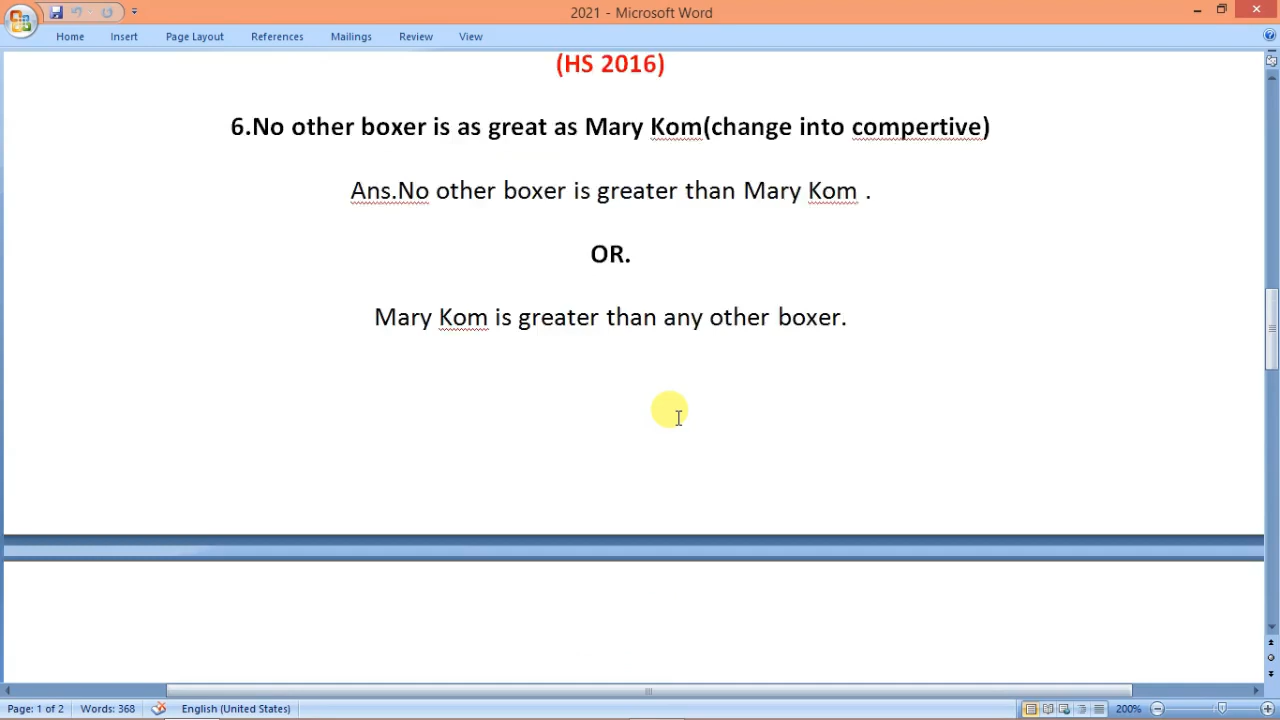 2021 - Microsoft Word
Home Insert Page Layout References Mailings Review View
(HS 2016)
6.No other boxer is as great as Mary Kom(change into compertive)
Ans.No other boxer is greater than Mary Kom .
OR.
Mary Kom is greater than any other boxer.
Page: 1 of 2 Words: 368 English (United States) 200%